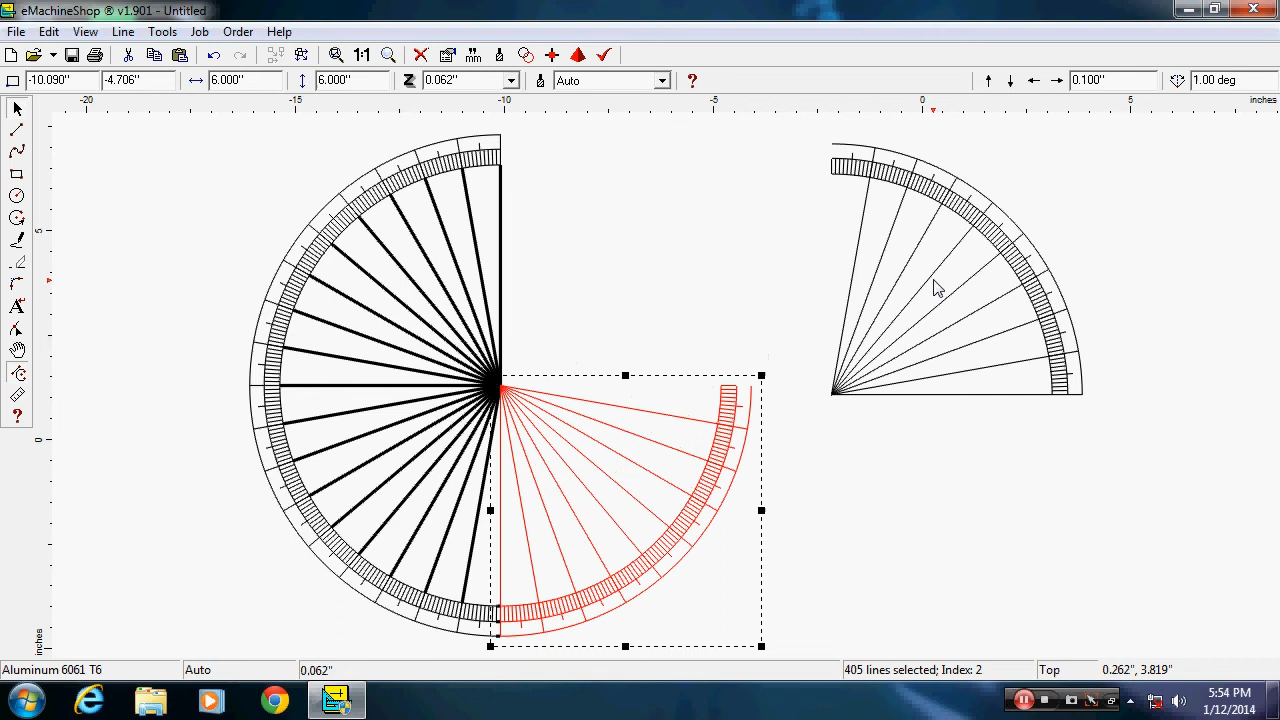 eMachineShop ® v1.901 - Untitled
File Edit View Line Tools Job Order Help
1:1 mm
-10.090" -4.706" 6.000" 6.000" Z 0.062" Auto ? 0.100" 1.00 deg
-20 -15 -10 -5 0 5 inches
A
?
5
0
inches
Aluminum 6061 T6 Auto 0.062" 405 lines selected; Index: 2 Top 0.262", 3.819"
5:54 PM
1/12/2014